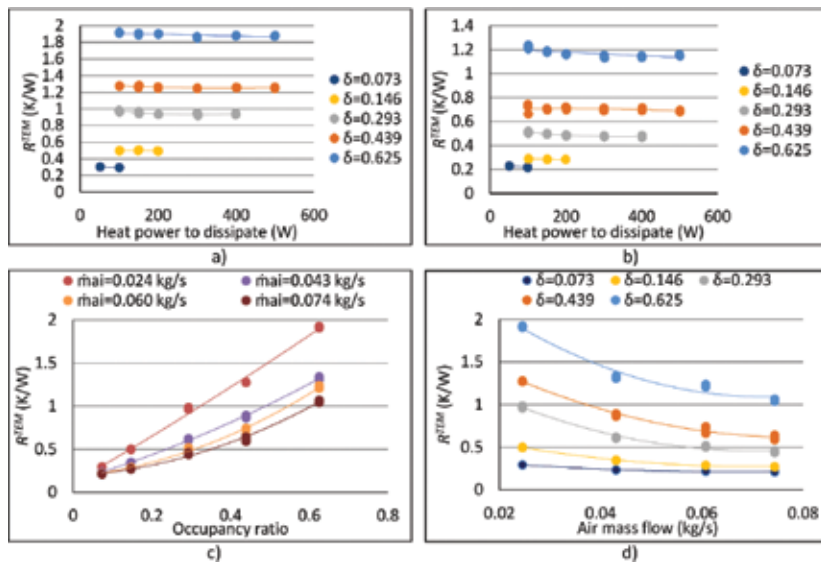 2
1.8
1.6
1.4
1.2
1
0.8
0.6
0.4
0.2
0
R^TEM (K/W)
0 200 400 600
Heat power to dissipate (W)
δ=0.073
δ=0.146
δ=0.293
δ=0.439
δ=0.625
a)
1.4
1.2
1
0.8
0.6
0.4
0.2
0
R^TEM (K/W)
0 200 400 600
Heat power to dissipate (W)
δ=0.073
δ=0.146
δ=0.293
δ=0.439
δ=0.625
b)
ṁai=0.024 kg/s ṁai=0.043 kg/s
ṁai=0.060 kg/s ṁai=0.074 kg/s
2
1.5
1
0.5
0
R^TEM (K/W)
0 0.2 0.4 0.6 0.8
Occupancy ratio
c)
δ=0.073 δ=0.146 δ=0.293
δ=0.439 δ=0.625
2
1.5
1
0.5
0
R^TEM (K/W)
0.02 0.04 0.06 0.08
Air mass flow (kg/s)
d)